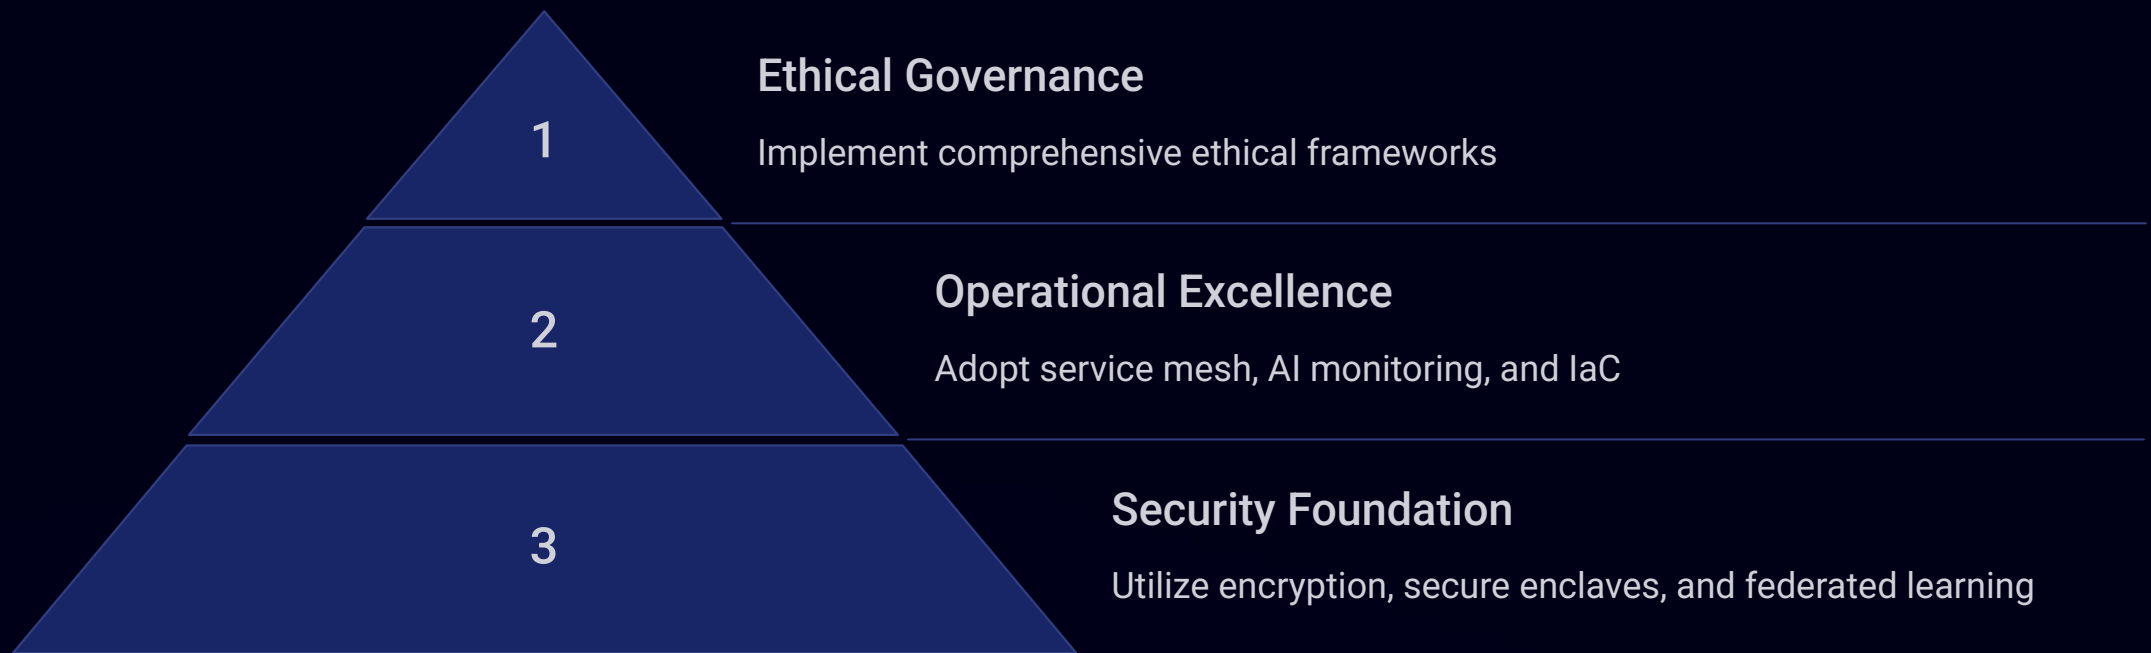 1
Ethical Governance
Implement comprehensive ethical frameworks
2
Operational Excellence
Adopt service mesh, AI monitoring, and IaC
3
Security Foundation
Utilize encryption, secure enclaves, and federated learning